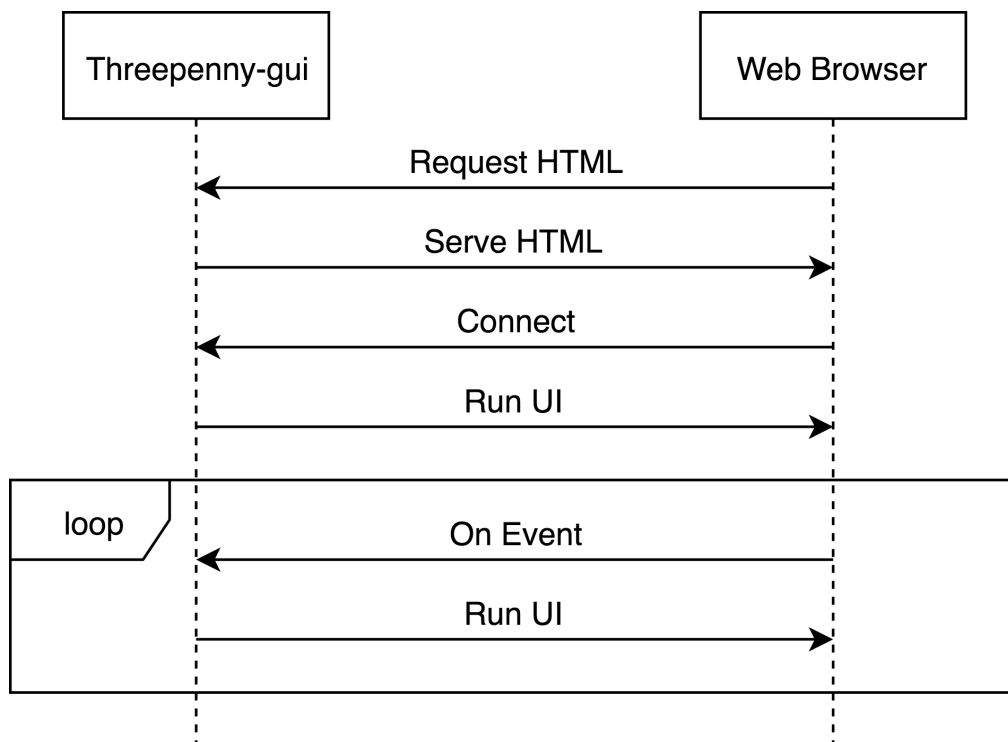 Threepenny-gui
Web Browser
Request HTML
Serve HTML
Connect
Run UI
loop
On Event
Run UI